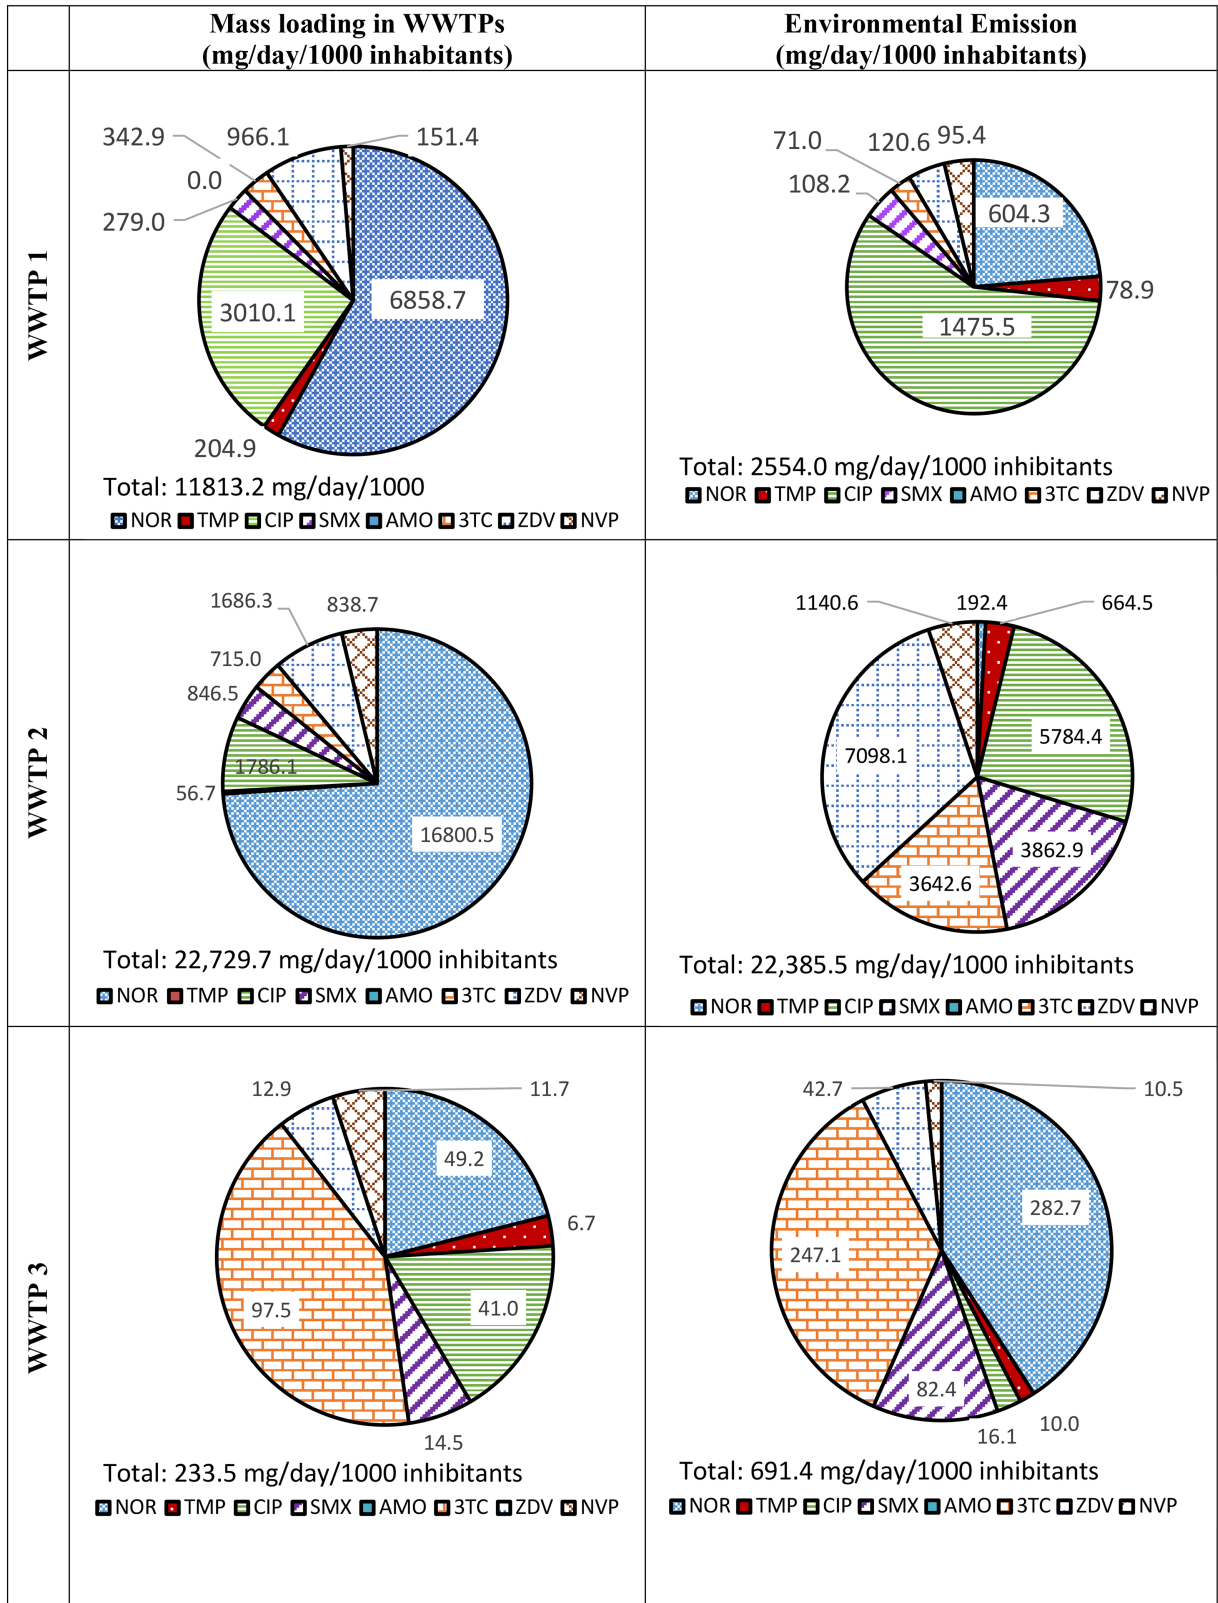 Mass loading in WWTPs
(mg/day/1000 inhabitants)
Environmental Emission
(mg/day/1000 inhabitants)
WWTP 1
342.9
966.1
151.4
0.0
279.0
3010.1
6858.7
204.9
Total: 11813.2 mg/day/1000
NOR TMP CIP SMX AMO 3TC ZDV NVP
71.0
120.6
95.4
108.2
604.3
78.9
1475.5
Total: 2554.0 mg/day/1000 inhibitants
NOR TMP CIP SMX AMO 3TC ZDV NVP
WWTP 2
1686.3
838.7
715.0
846.5
1786.1
56.7
16800.5
Total: 22,729.7 mg/day/1000 inhibitants
NOR TMP CIP SMX AMO 3TC ZDV NVP
1140.6
192.4
664.5
5784.4
7098.1
3862.9
3642.6
Total: 22,385.5 mg/day/1000 inhibitants
NOR TMP CIP SMX AMO 3TC ZDV NVP
WWTP 3
12.9
11.7
49.2
6.7
97.5
41.0
14.5
Total: 233.5 mg/day/1000 inhibitants
NOR TMP CIP SMX AMO 3TC ZDV NVP
42.7
10.5
282.7
247.1
82.4
16.1
10.0
Total: 691.4 mg/day/1000 inhibitants
NOR TMP CIP SMX AMO 3TC ZDV NVP